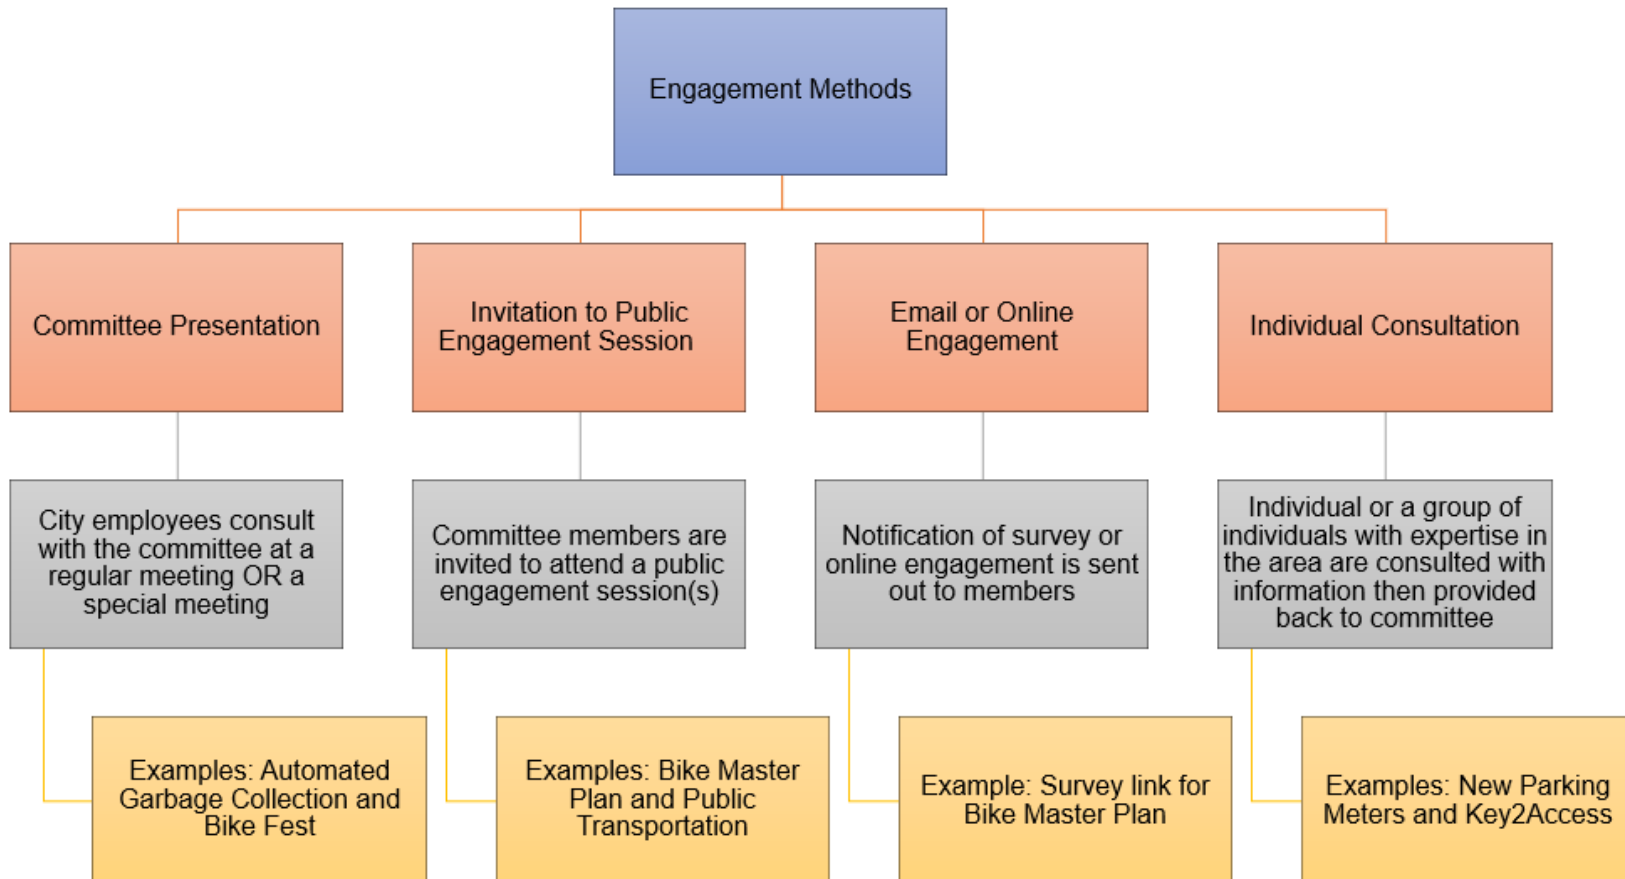 Engagement Methods
Committee Presentation
Invitation to Public
Engagement Session
Email or Online
Engagement
Individual Consultation
City employees consult
with the committee at a
regular meeting OR a
special meeting
Committee members are
invited to attend a public
engagement session(s)
Notification of survey or
online engagement is sent
out to members
Individual or a group of
individuals with expertise in
the area are consulted with
information then provided
back to committee
Examples: Automated
Garbage Collection and
Bike Fest
Examples: Bike Master
Plan and Public
Transportation
Example: Survey link for
Bike Master Plan
Examples: New Parking
Meters and Key2Access